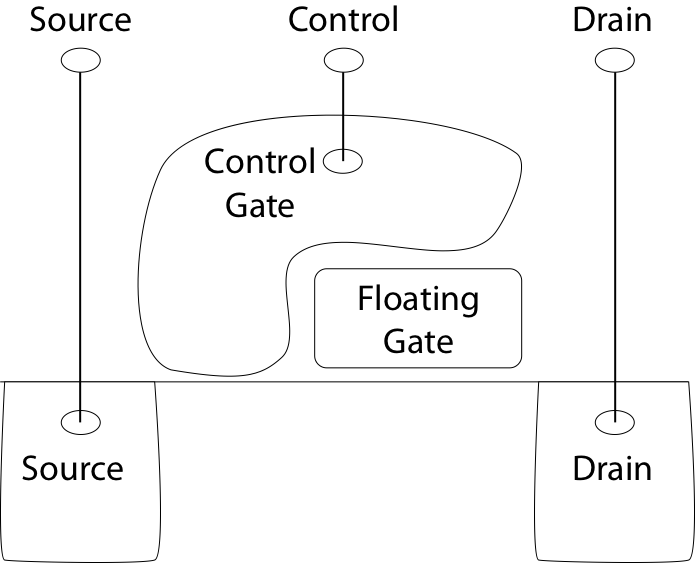 Source
Control
Drain
Control
Gate
Floating
Gate
Source
Drain